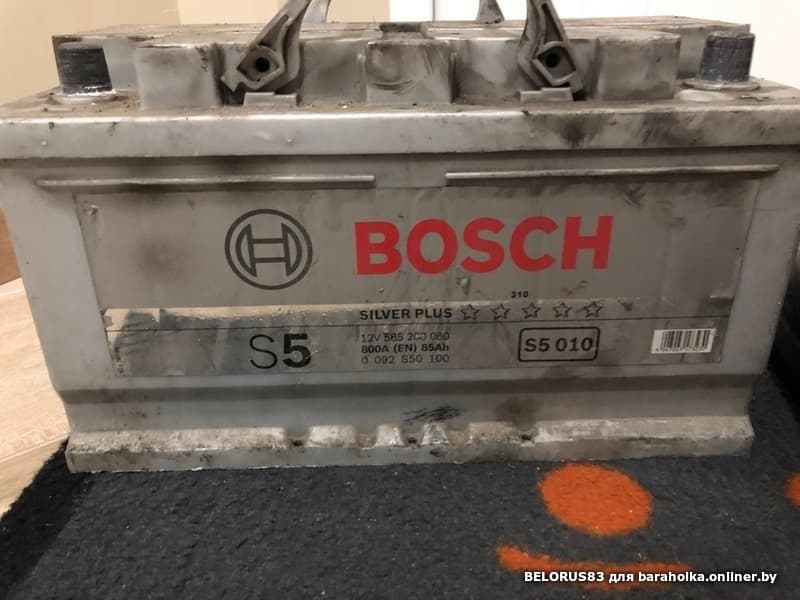 BOSCH
310
SILVER PLUS
S5
12V 585 200 080
800A (EN) 85Ah
0 092 S50 100
S5 010
BELORUS83 для baraholka.onliner.by